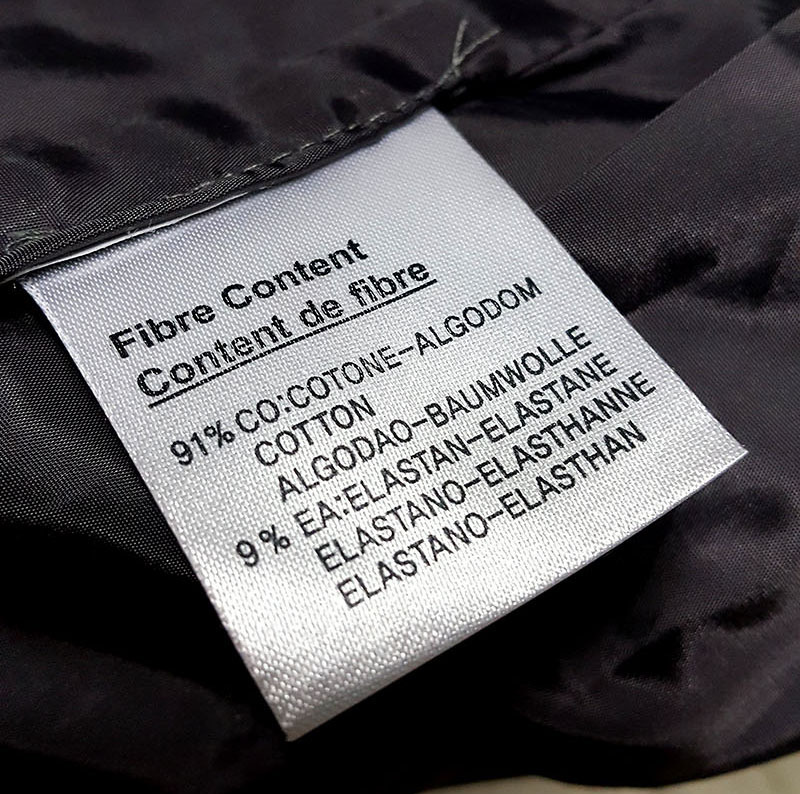 Fibre Content
Content de fibre
91% CO:COTONE-ALGODOM
COTTON
ALGODAO-BAUMWOLLE
9% EA:ELASTAN-ELASTANE
ELASTANO-ELASTHANNE
ELASTANO-ELASTHAN